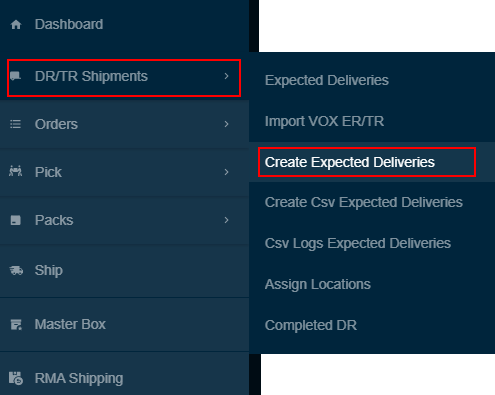 Dashboard
DR/TR Shipments
Orders
Pick
Packs
Ship
Master Box
RMA Shipping
Expected Deliveries
Import VOX ER/TR
Create Expected Deliveries
Create Csv Expected Deliveries
Csv Logs Expected Deliveries
Assign Locations
Completed DR